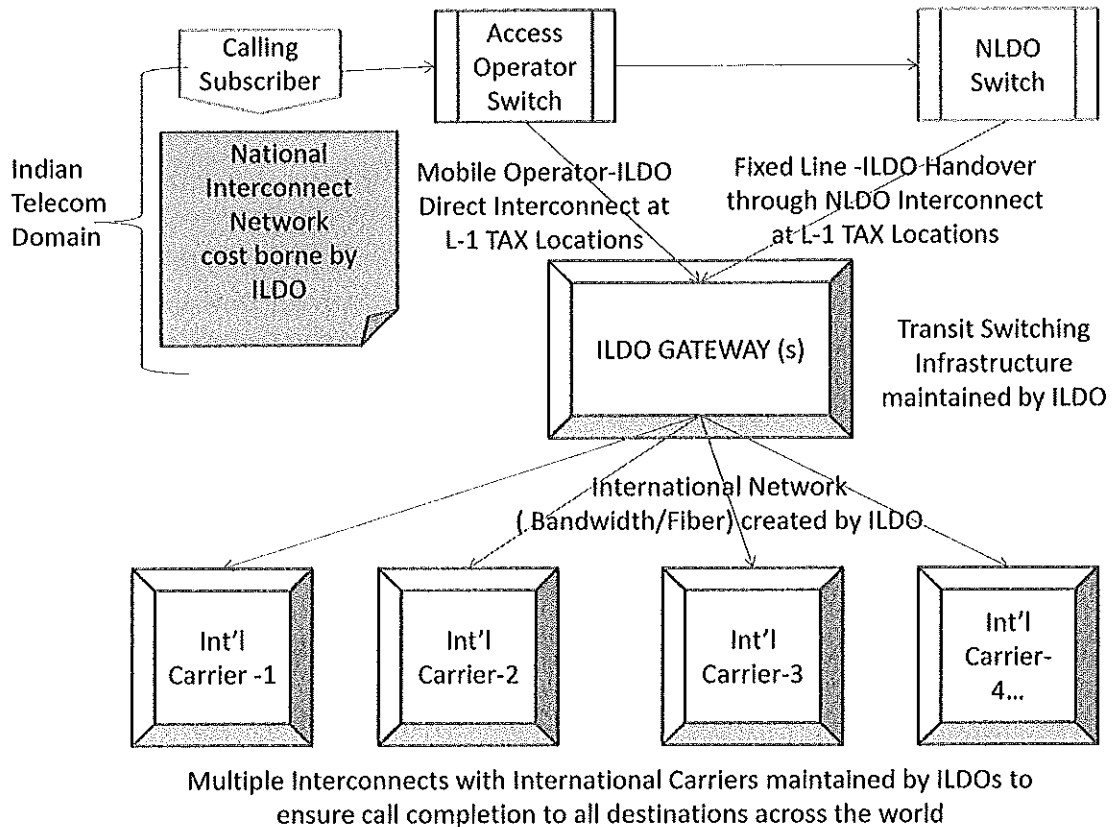 Calling
Subscriber
Access
Operator
Switch
NLDO
Switch
Indian
Telecom
Domain
National
Interconnect
Network
cost borne by
ILDO
Mobile Operator-ILDO
Direct Interconnect at
L-1 TAX Locations
Fixed Line -ILDO Handover
through NLDO Interconnect
at L-1 TAX Locations
ILDO GATEWAY (s)
Transit Switching
Infrastructure
maintained by ILDO
International Network
( Bandwidth/Fiber) created by ILDO
Int'l
Carrier -1
Int'l
Carrier-2
Int'l
Carrier-3
Int'l
Carrier-
4...
Multiple Interconnects with International Carriers maintained by ILDOs to
ensure call completion to all destinations across the world